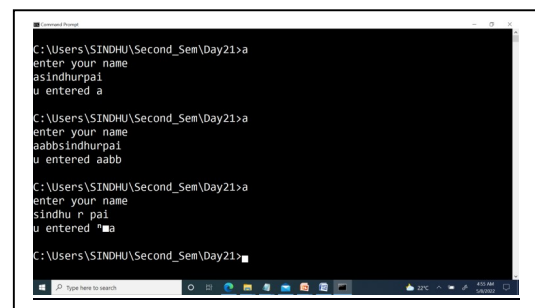 Command Prompt
C:\Users\SINDHU\Second_Sem\Day21>a
enter your name
asindhurpai
u entered a
C:\Users\SINDHU\Second_Sem\Day21>a
enter your name
aabbsindhurpai
u entered aabb
C:\Users\SINDHU\Second_Sem\Day21>a
enter your name
sindhu r pai
u entered ⁿ■a
C:\Users\SINDHU\Second_Sem\Day21>
Type here to search
22°C
4:55 AM
5/8/2022